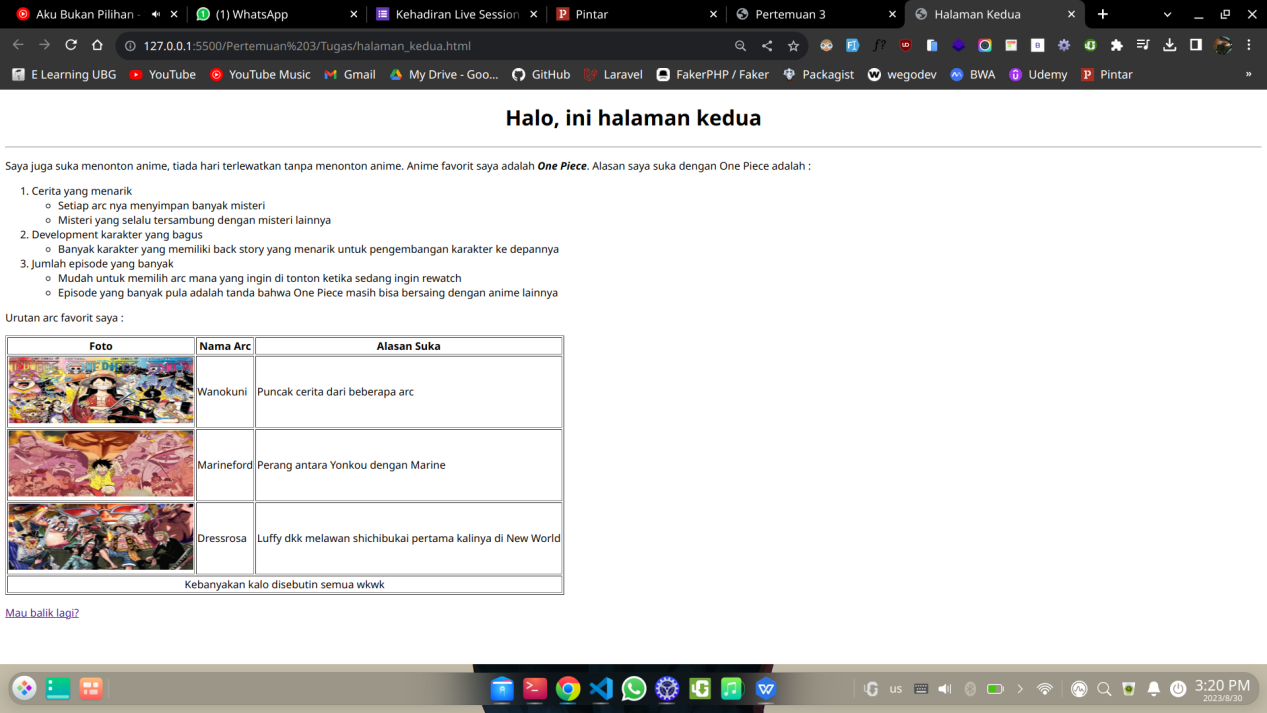 Aku Bukan Pilihan -
(1) WhatsApp
Kehadiran Live Session
Pintar
Pertemuan 3
Halaman Kedua
127.0.0.1:5500/Pertemuan%203/Tugas/halaman_kedua.html
E Learning UBG
YouTube
YouTube Music
Gmail
My Drive - Goo...
GitHub
Laravel
FakerPHP / Faker
Packagist
wegodev
BWA
Udemy
Pintar
»
Halo, ini halaman kedua
Saya juga suka menonton anime, tiada hari terlewatkan tanpa menonton anime. Anime favorit saya adalah One Piece. Alasan saya suka dengan One Piece adalah :
1. Cerita yang menarik
Setiap arc nya menyimpan banyak misteri
Misteri yang selalu tersambung dengan misteri lainnya
2. Development karakter yang bagus
Banyak karakter yang memiliki back story yang menarik untuk pengembangan karakter ke depannya
3. Jumlah episode yang banyak
Mudah untuk memilih arc mana yang ingin di tonton ketika sedang ingin rewatch
Episode yang banyak pula adalah tanda bahwa One Piece masih bisa bersaing dengan anime lainnya
Urutan arc favorit saya :
Foto Nama Arc Alasan Suka
Wanokuni Puncak cerita dari beberapa arc
Marineford Perang antara Yonkou dengan Marine
Dressrosa Luffy dkk melawan shichibukai pertama kalinya di New World
Kebanyakan kalo disebutin semua wkwk
Mau balik lagi?
us
3:20 PM
2023/8/30